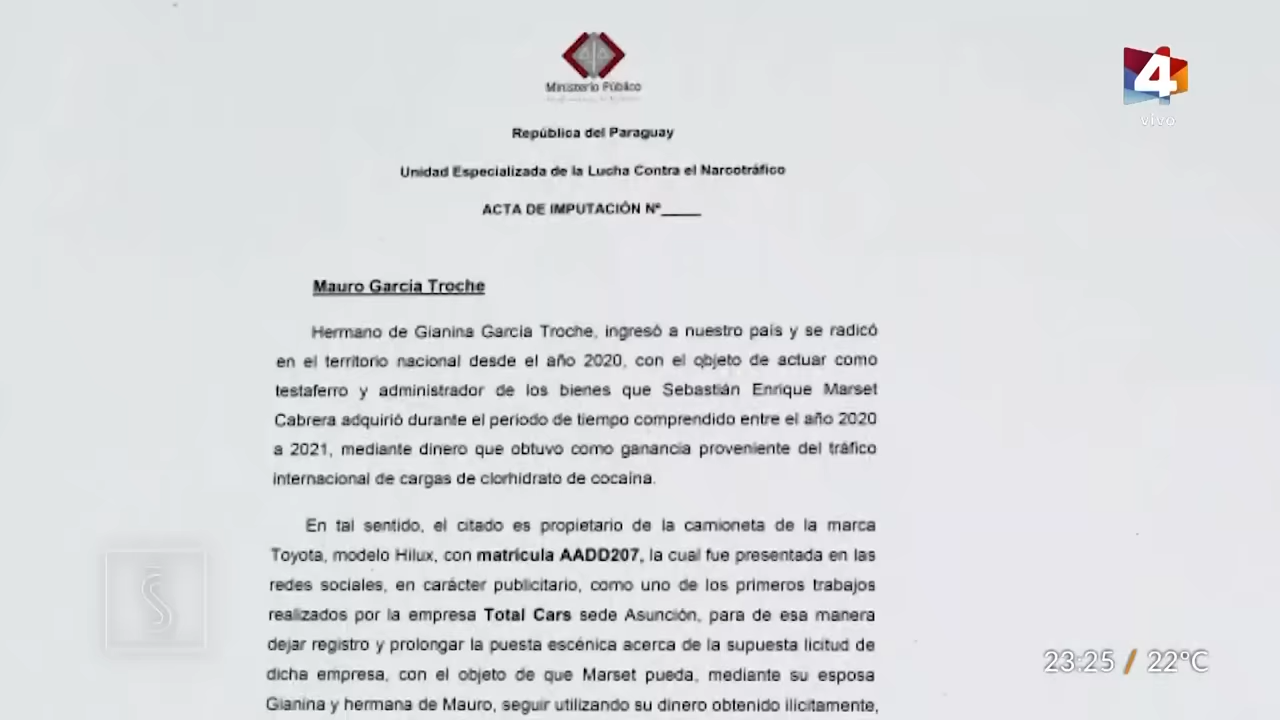 Ministerio Público
República del Paraguay
Unidad Especializada de la Lucha Contra el Narcotráfico
ACTA DE IMPUTACIÓN Nº_____
Mauro García Troche
Hermano de Gianina García Troche, ingresó a nuestro país y se radicó
en el territorio nacional desde el año 2020, con el objeto de actuar como
testaferro y administrador de los bienes que Sebastián Enrique Marset
Cabrera adquirió durante el periodo de tiempo comprendido entre el año 2020
a 2021, mediante dinero que obtuvo como ganancia proveniente del tráfico
internacional de cargas de clorhidrato de cocaína.
En tal sentido, el citado es propietario de la camioneta de la marca
Toyota, modelo Hilux, con matrícula AADD207, la cual fue presentada en las
redes sociales, en carácter publicitario, como uno de los primeros trabajos
realizados por la empresa Total Cars sede Asunción, para de esa manera
dejar registro y prolongar la puesta escénica acerca de la supuesta licitud de
dicha empresa, con el objeto de que Marset pueda, mediante su esposa
Gianina y hermana de Mauro, seguir utilizando su dinero obtenido ilícitamente,
4
vivo
S
23:25 / 22°C